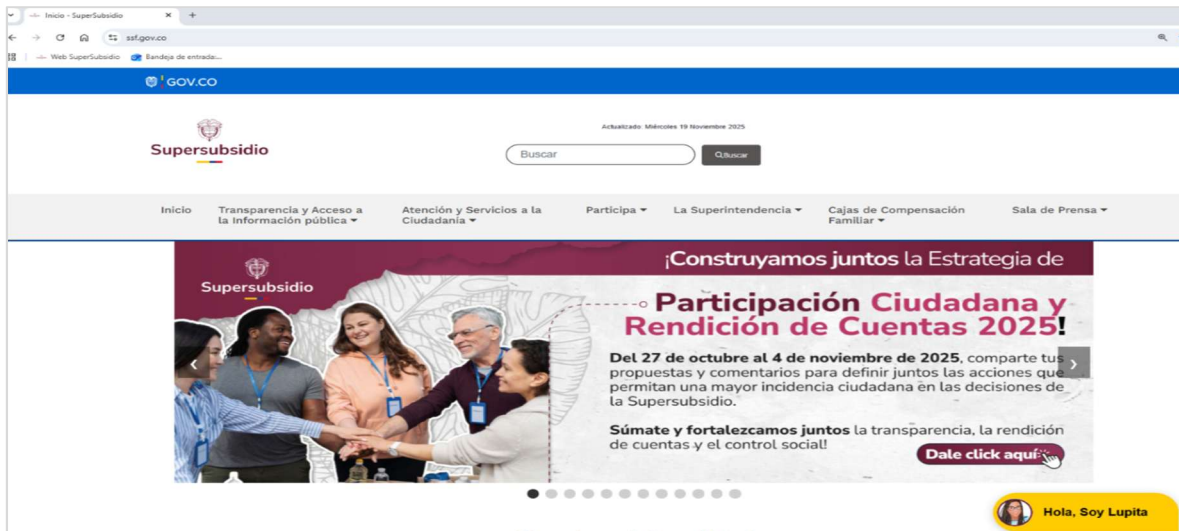 Inicio - SuperSubsidio
ssf.gov.co
Web SuperSubsidio Bandeja de entrada:...
GOV.CO
Actualizado: Miércoles 19 Noviembre 2025
Supersubsidio
Buscar
Buscar
Inicio
Transparencia y Acceso a
la Información pública
Atención y Servicios a la
Ciudadanía
Participa
La Superintendencia
Cajas de Compensación
Familiar
Sala de Prensa
Supersubsidio
¡Construyamos juntos la Estrategia de
Participación Ciudadana y
Rendición de Cuentas 2025!
Del 27 de octubre al 4 de noviembre de 2025, comparte tus
propuestas y comentarios para definir juntos las acciones que
permitan una mayor incidencia ciudadana en las decisiones de
la Supersubsidio.
Súmate y fortalezcamos juntos la transparencia, la rendición
de cuentas y el control social!
Dale click aquí
Hola, Soy Lupita